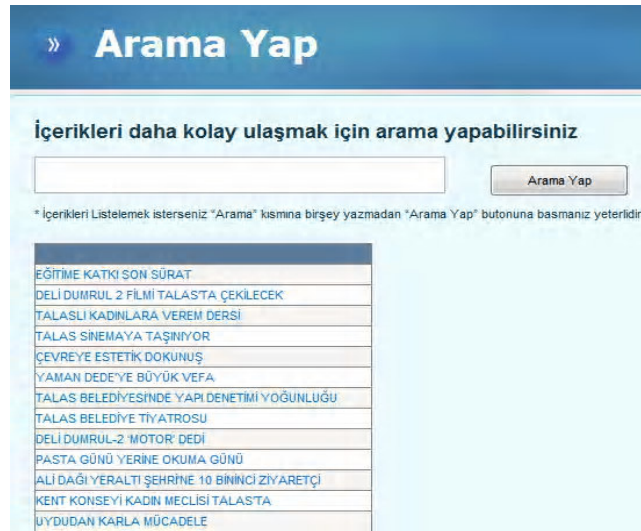 » Arama Yap
İçerikleri daha kolay ulaşmak için arama yapabilirsiniz
Arama Yap
* İçerikleri Listelemek isterseniz "Arama" kısmına birşey yazmadan "Arama Yap" butonuna basmanız yeterlidir
EĞİTİME KATKI SON SÜRAT
DELİ DUMRUL 2 FİLMİ TALAS'TA ÇEKİLECEK
TALASLI KADINLARA VEREM DERSİ
TALAS SİNEMAYA TAŞINIYOR
ÇEVREYE ESTETİK DOKUNUŞ
YAMAN DEDE'YE BÜYÜK VEFA
TALAS BELEDİYESİ'NDE YAPI DENETİMİ YOĞUNLUĞU
TALAS BELEDİYE TİYATROSU
DELİ DUMRUL-2 'MOTOR' DEDİ
PASTA GÜNÜ YERİNE OKUMA GÜNÜ
ALİ DAĞI YERALTI ŞEHRİ'NE 10 BİNİNCİ ZİYARETÇİ
KENT KONSEYİ KADIN MECLİSİ TALAS'TA
UYDUDAN KARLA MÜCADELE